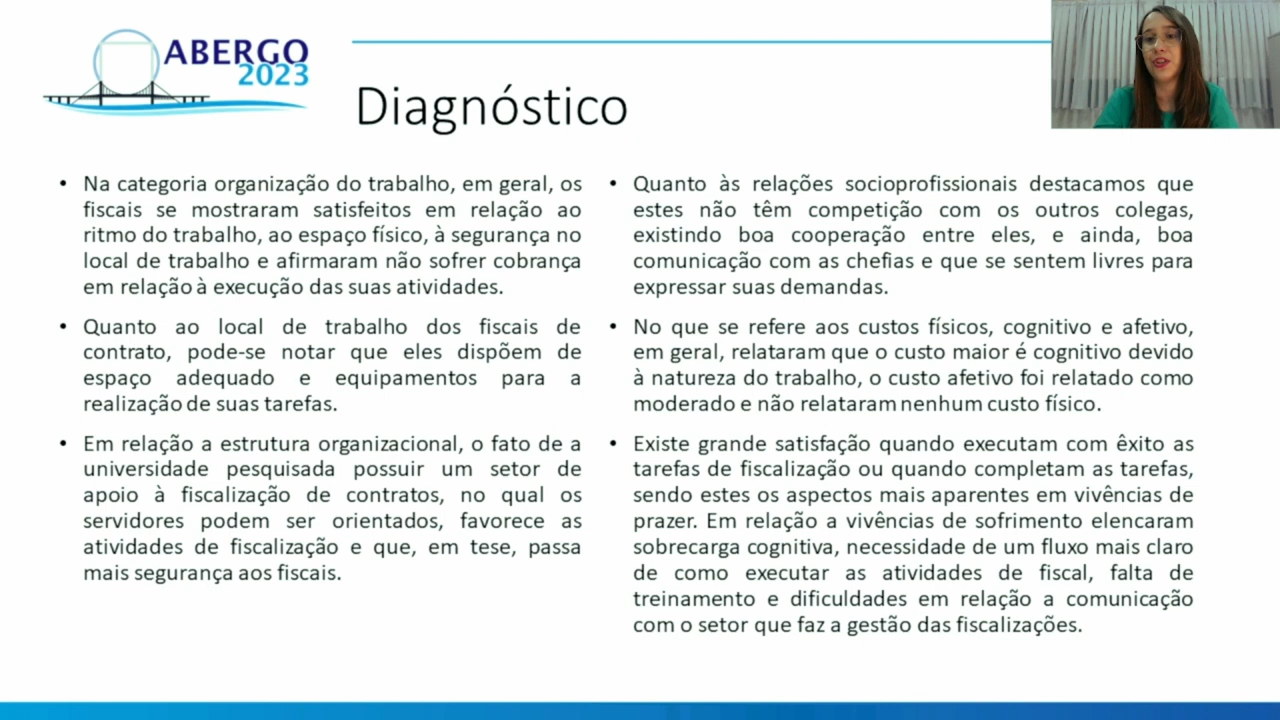 ABERGO
2023
Diagnóstico
• Na categoria organização do trabalho, em geral, os
fiscais se mostraram satisfeitos em relação ao
ritmo do trabalho, ao espaço físico, à segurança no
local de trabalho e afirmaram não sofrer cobrança
em relação à execução das suas atividades.
• Quanto ao local de trabalho dos fiscais de
contrato, pode-se notar que eles dispõem de
espaço adequado e equipamentos para a
realização de suas tarefas.
• Em relação a estrutura organizacional, o fato de a
universidade pesquisada possuir um setor de
apoio à fiscalização de contratos, no qual os
servidores podem ser orientados, favorece as
atividades de fiscalização e que, em tese, passa
mais segurança aos fiscais.
• Quanto às relações socioprofissionais destacamos que
estes não têm competição com os outros colegas,
existindo boa cooperação entre eles, e ainda, boa
comunicação com as chefias e que se sentem livres para
expressar suas demandas.
• No que se refere aos custos físicos, cognitivo e afetivo,
em geral, relataram que o custo maior é cognitivo devido
à natureza do trabalho, o custo afetivo foi relatado como
moderado e não relataram nenhum custo físico.
• Existe grande satisfação quando executam com êxito as
tarefas de fiscalização ou quando completam as tarefas,
sendo estes os aspectos mais aparentes em vivências de
prazer. Em relação a vivências de sofrimento elencaram
sobrecarga cognitiva, necessidade de um fluxo mais claro
de como executar as atividades de fiscal, falta de
treinamento e dificuldades em relação a comunicação
com o setor que faz a gestão das fiscalizações.